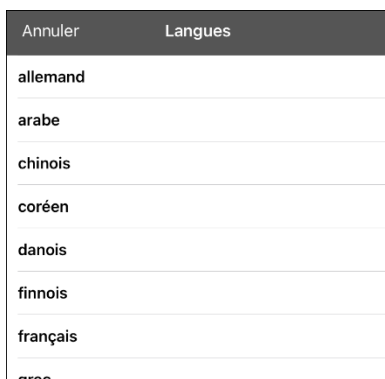 Annuler Langues
allemand
arabe
chinois
coréen
danois
finnois
français